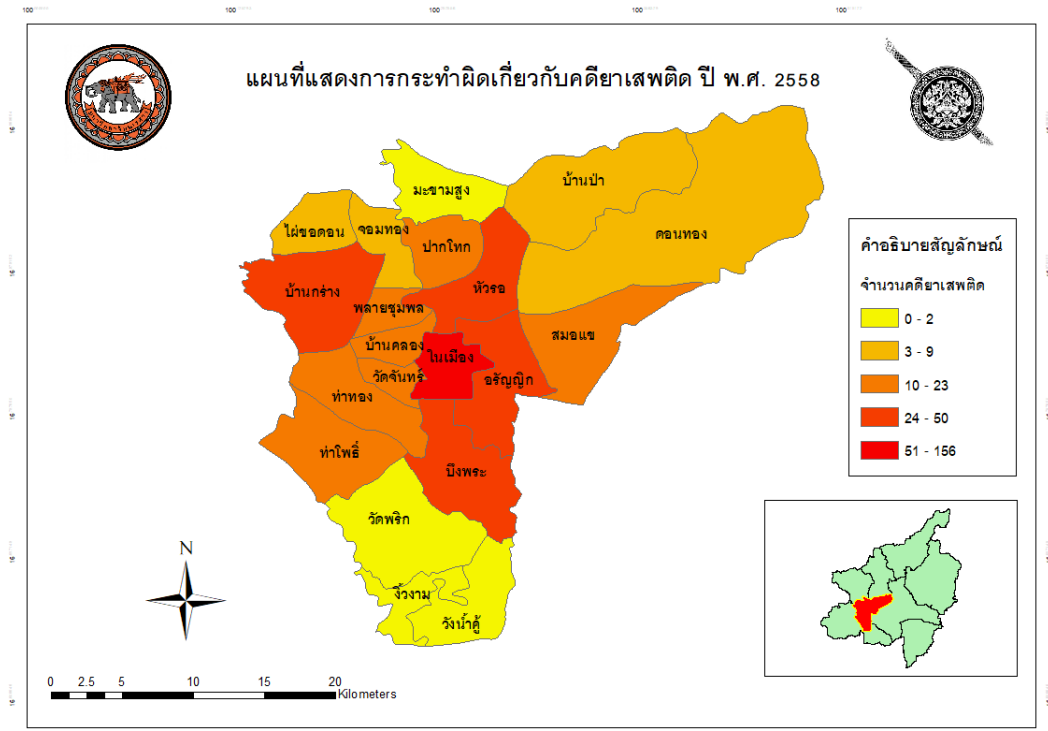 แผนที่แสดงการกระทำผิดเกี่ยวกับคดียาเสพติด ปี พ.ศ. 2558
มะขามสูง
บ้านป่า
ไผ่ขอดอน
จอมทอง
ปากโทก
ดอนทอง
บ้านกร่าง
หัวรอ
พลายชุมพล
สมอแข
บ้านคลอง
ในเมือง
วัดจันทร์
อรัญญิก
ท่าทอง
ท่าโพธิ์
บึงพระ
วัดพริก
งิ้วงาม
วังน้ำคู้
คำอธิบายสัญลักษณ์
จำนวนคดียาเสพติด
0 - 2
3 - 9
10 - 23
24 - 50
51 - 156
N
0 2.5 5 10 15 20
Kilometers